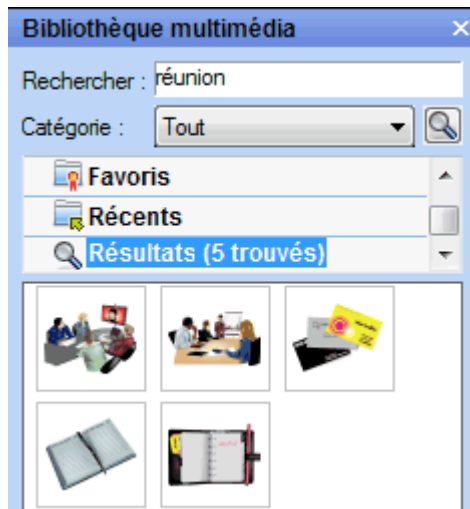 Bibliothèque multimédia
Rechercher : réunion
Catégorie : Tout
Favoris
Récents
Résultats (5 trouvés)